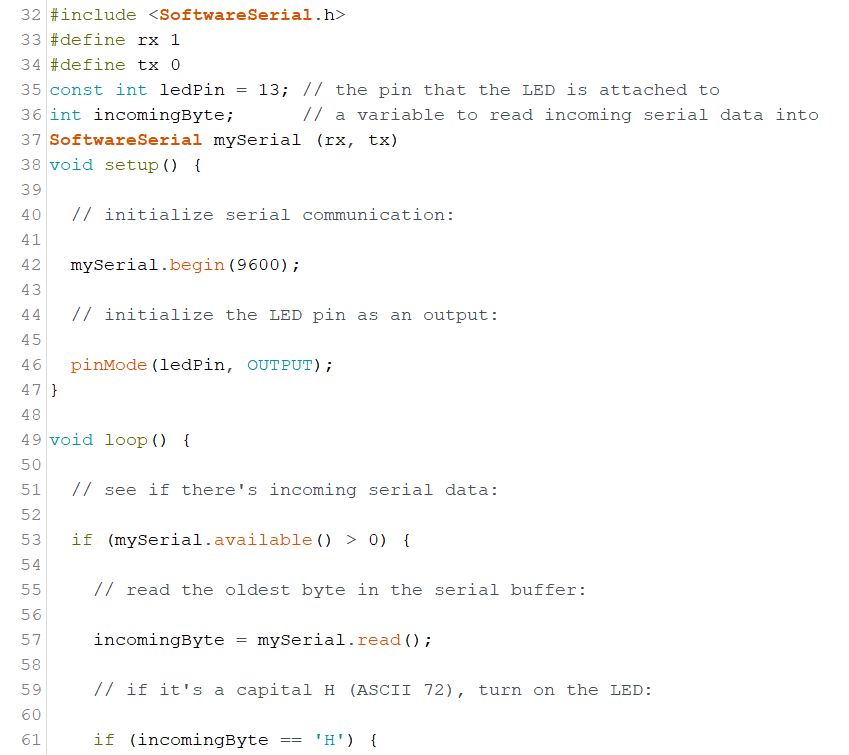 32 #include <SoftwareSerial.h>
33 #define rx 1
34 #define tx 0
35 const int ledPin = 13; // the pin that the LED is attached to
36 int incomingByte;      // a variable to read incoming serial data into
37 SoftwareSerial mySerial (rx, tx)
38 void setup() {
39
40   // initialize serial communication:
41
42   mySerial.begin(9600);
43
44   // initialize the LED pin as an output:
45
46   pinMode(ledPin, OUTPUT);
47 }
48
49 void loop() {
50
51   // see if there's incoming serial data:
52
53   if (mySerial.available() > 0) {
54
55     // read the oldest byte in the serial buffer:
56
57     incomingByte = mySerial.read();
58
59     // if it's a capital H (ASCII 72), turn on the LED:
60
61     if (incomingByte == 'H') {